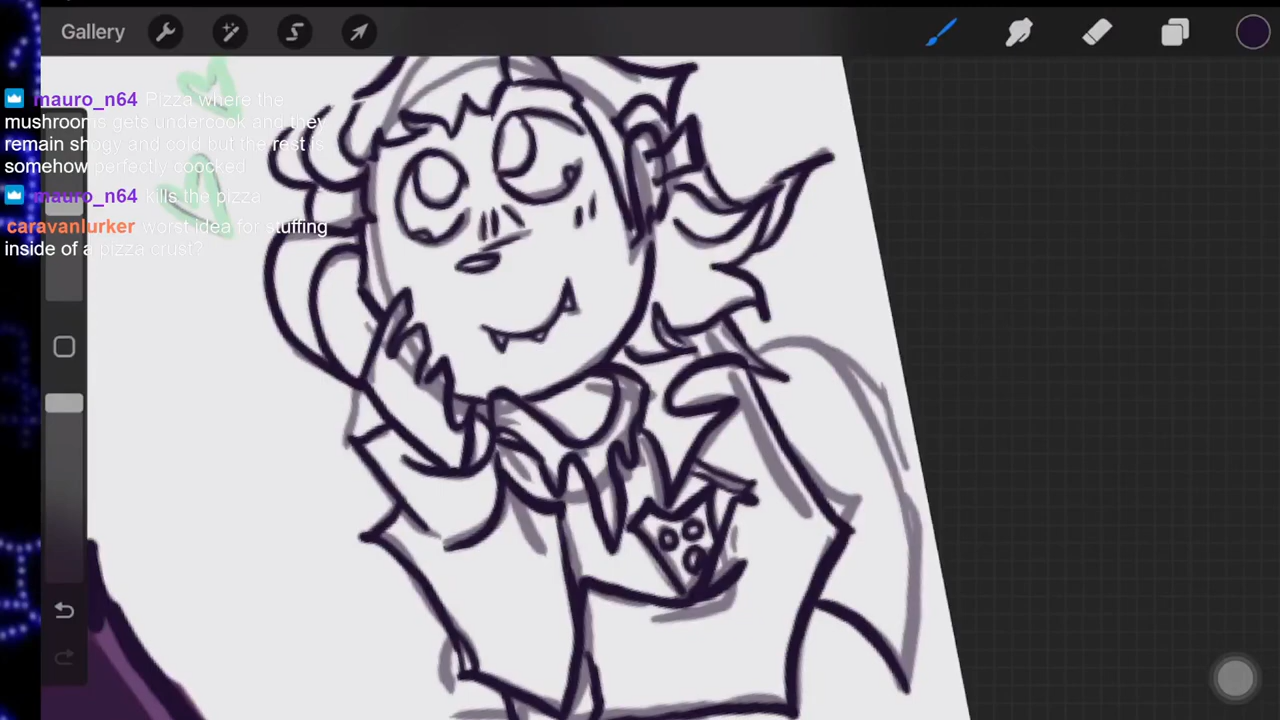 Gallery
mauro_n64 Pizza where the
mushrooms gets undercook and they
remain shogy and cold but the rest is
somehow perfectly coocked
mauro_n64 kills the pizza
caravanlurker worst idea for stuffing
inside of a pizza crust?